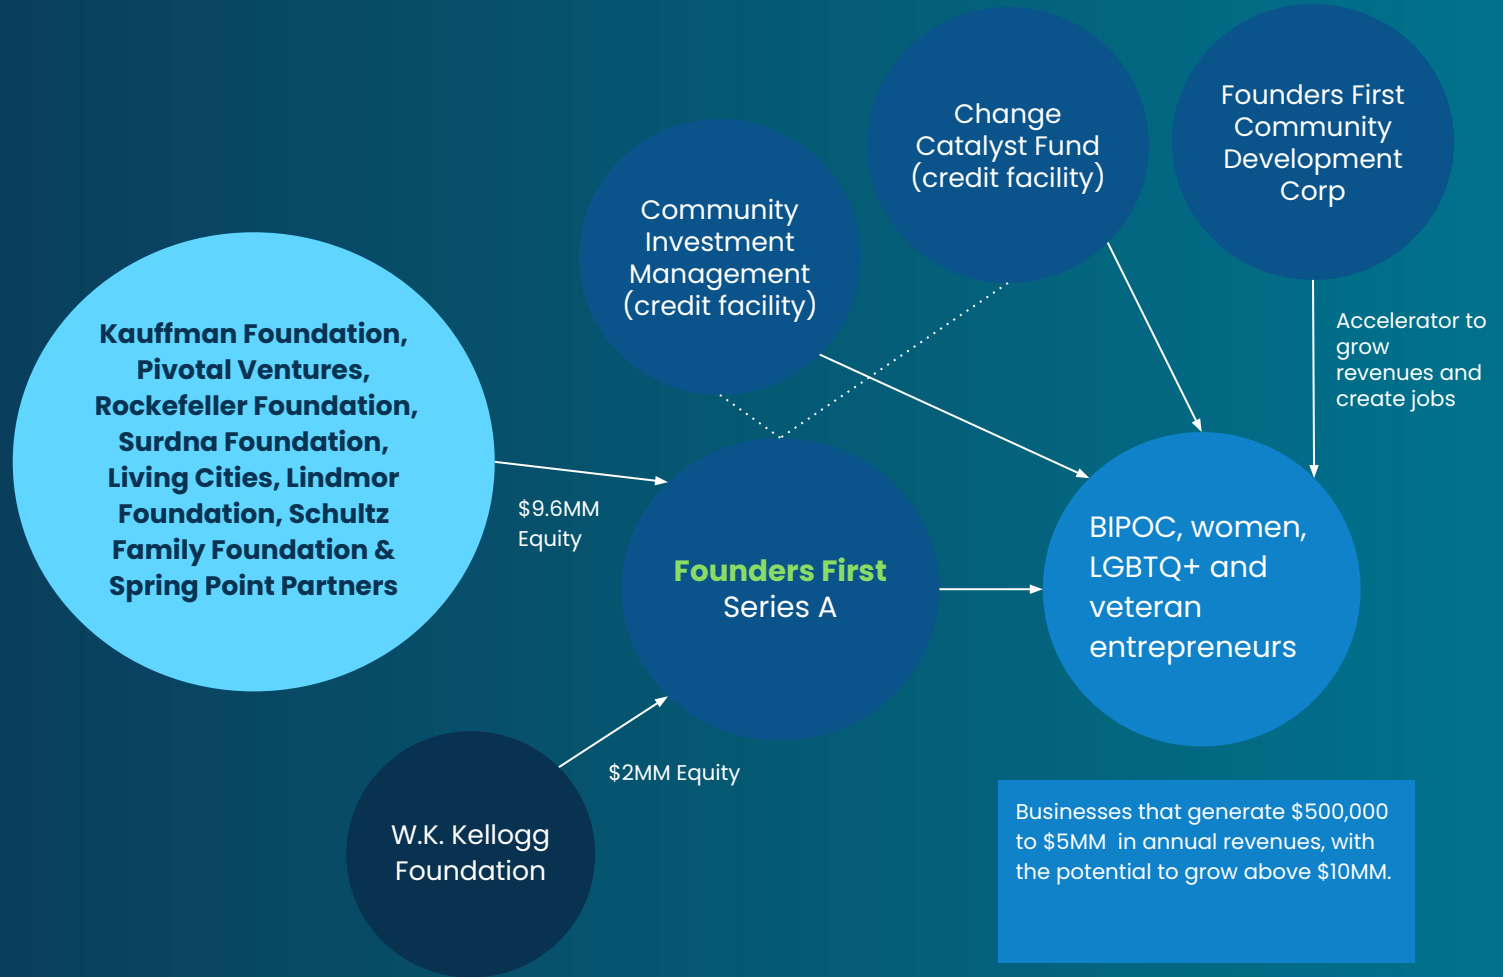 Change
Catalyst Fund
(credit facility)
Founders First
Community
Development
Corp
Community
Investment
Management
(credit facility)
Accelerator to
grow
revenues and
create jobs
Kauffman Foundation,
Pivotal Ventures,
Rockefeller Foundation,
Surdna Foundation,
Living Cities, Lindmor
Foundation, Schultz
Family Foundation &
Spring Point Partners
$9.6MM
Equity
Founders First
Series A
BIPOC, women,
LGBTQ+ and
veteran
entrepreneurs
$2MM Equity
W.K. Kellogg
Foundation
Businesses that generate $500,000
to $5MM in annual revenues, with
the potential to grow above $10MM.